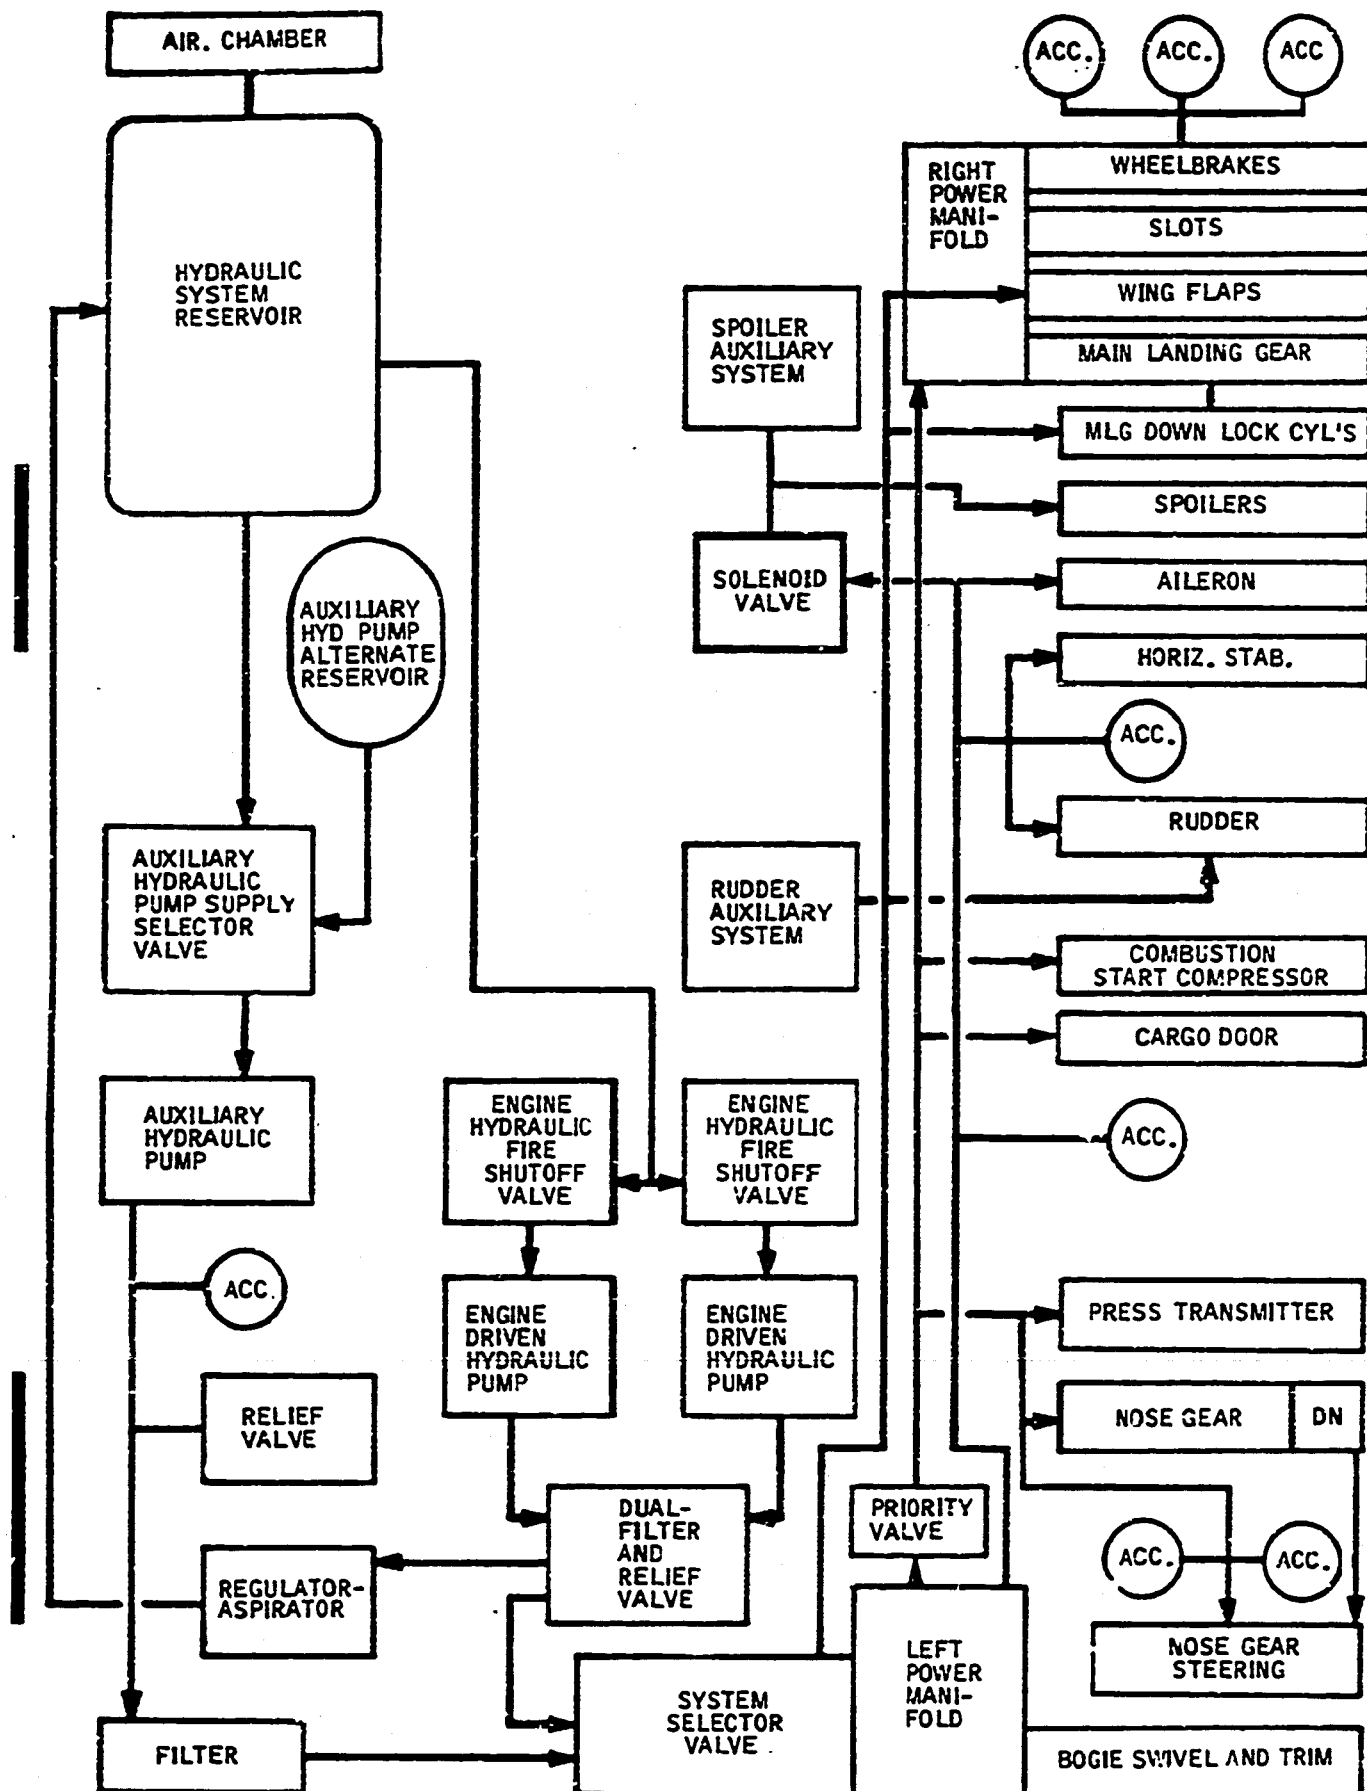 AIR. CHAMBER
HYDRAULIC
SYSTEM
RESERVOIR
AUXILIARY
HYD PUMP
ALTERNATE
RESERVOIR
AUXILIARY
HYDRAULIC
PUMP SUPPLY
SELECTOR
VALVE
AUXILIARY
HYDRAULIC
PUMP
ACC.
RELIEF
VALVE
REGULATOR-
ASPIRATOR
FILTER
ENGINE
HYDRAULIC
FIRE
SHUTOFF
VALVE
ENGINE
HYDRAULIC
FIRE
SHUTOFF
VALVE
ENGINE
DRIVEN
HYDRAULIC
PUMP
ENGINE
DRIVEN
HYDRAULIC
PUMP
DUAL-
FILTER
AND
RELIEF
VALVE
SYSTEM
SELECTOR
VALVE
SPOILER
AUXILIARY
SYSTEM
SOLENOID
VALVE
RUDDER
AUXILIARY
SYSTEM
PRIORITY
VALVE
LEFT
POWER
MANI-
FOLD
ACC.
ACC.
ACC
RIGHT
POWER
MANI-
FOLD
WHEELBRAKES
SLOTS
WING FLAPS
MAIN LANDING GEAR
MLG DOWN LOCK CYL'S
SPOILERS
AILERON
HORIZ. STAB.
ACC.
RUDDER
COMBUSTION
START COMPRESSOR
CARGO DOOR
ACC.
PRESS TRANSMITTER
NOSE GEAR
DN
ACC.
ACC.
NOSE GEAR
STEERING
BOGIE SWIVEL AND TRIM